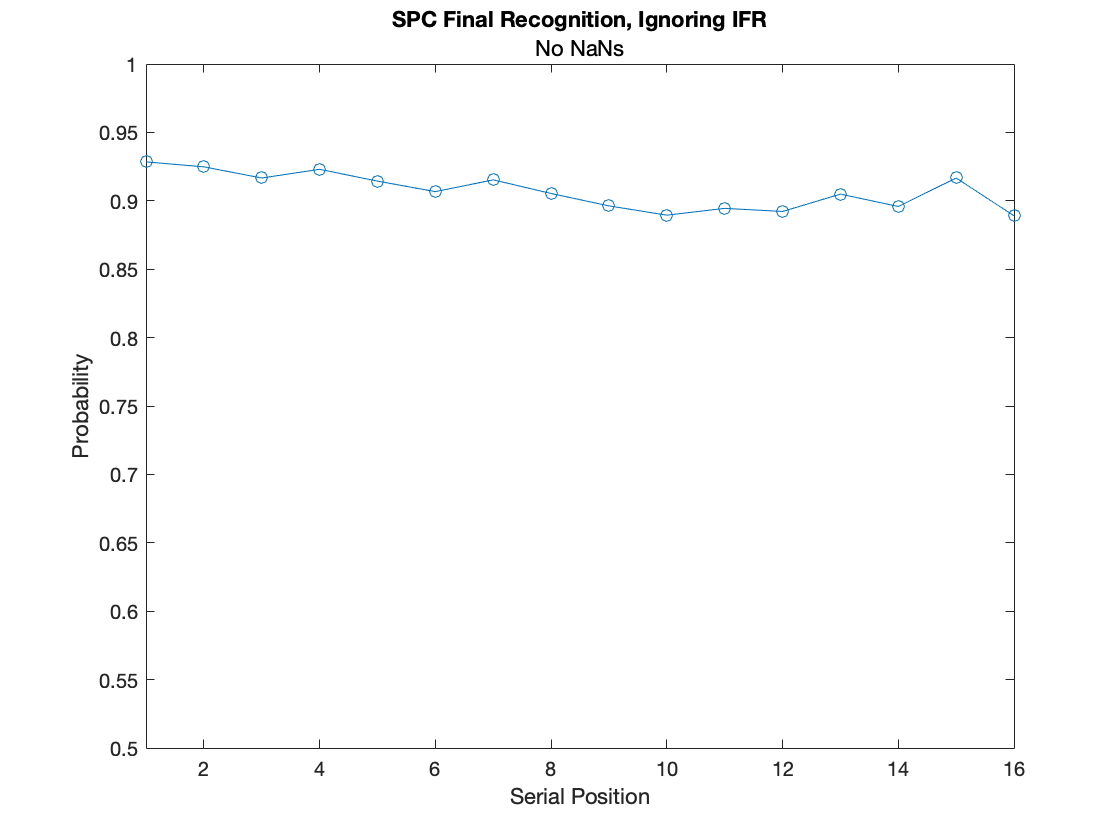 SPC Final Recognition, Ignoring IFR
No NaNs
1
0.95
0.9
0.85
0.8
0.75
0.7
0.65
0.6
0.55
0.5
Probability
2 4 6 8 10 12 14 16
Serial Position